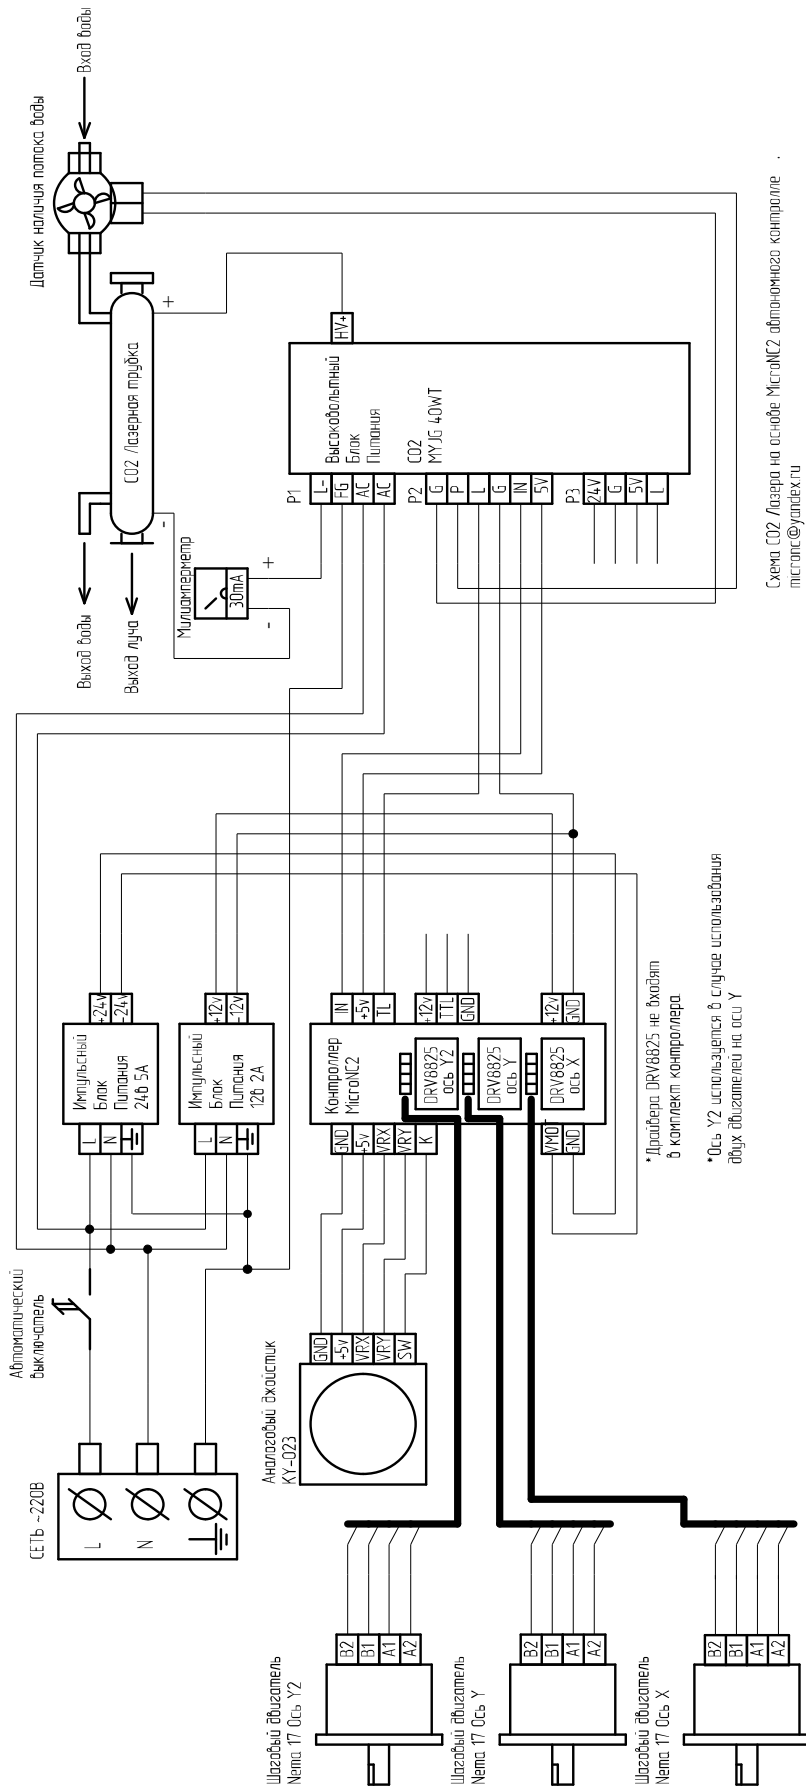 СЕТЬ ~220В
L
N
Автоматический
выключатель
Импульсный
Блок
Питания
24в 5А
L
N
+24v
-24v
Импульсный
Блок
Питания
12в 2А
L
N
+12v
-12v
Датчик наличия потока воды
Вход воды
Выход воды
Выход луча
CO2 Лазерная трубка
+
-
Милиамперметр
30mA
+
-
Высоковольтный
Блок
Питания
CO2
MYJG 40WT
HV+
P1
L-
FG
AC
AC
P2
G
P
L
G
IN
5V
P3
24V
G
5V
L
Аналоговый джойстик
KY-023
GND
+5v
VRX
VRY
SW
Контроллер
MicroNC2
GND
+5v
VRX
VRY
K
VMOT
GND
IN
+5v
TL
+12v
TTL
GND
+12v
GND
DRV8825
ось Y2
DRV8825
ось Y
DRV8825
ось X
Шаговый двигатель
Nema 17 Ось Y2
B2
B1
A1
A2
Шаговый двигатель
Nema 17 Ось Y
B2
B1
A1
A2
Шаговый двигатель
Nema 17 Ось X
B2
B1
A1
A2
*Драйвера DRV8825 не входят
в комплект контроллера
*Ось Y2 используется в случае использования
двух двигателей на оси Y
Схема CO2 Лазера на основе MicroNC2 автономного контролле .
micronc@yandex.ru